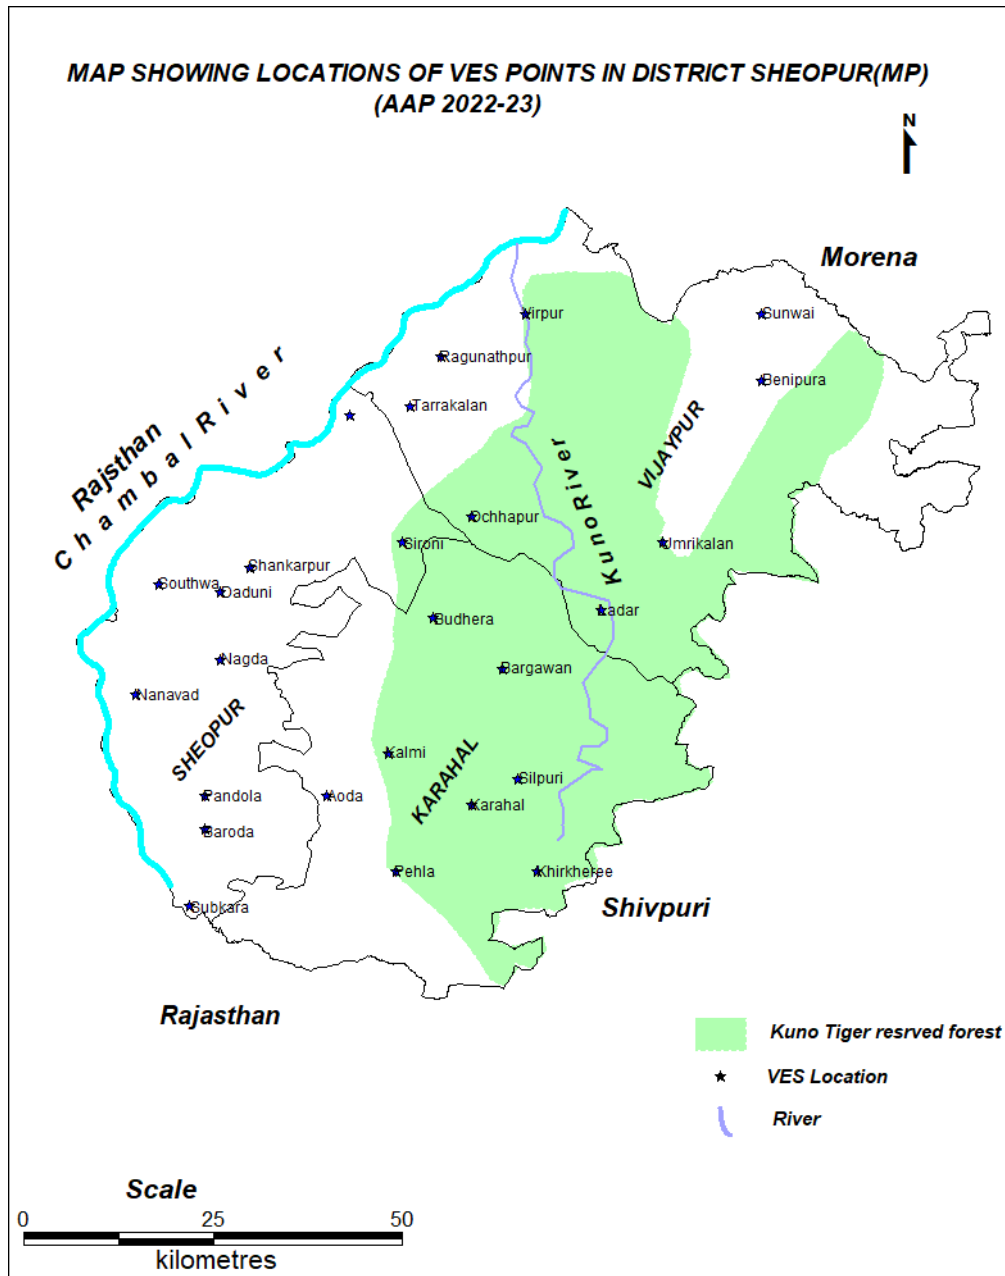 MAP SHOWING LOCATIONS OF VES POINTS IN DISTRICT SHEOPUR(MP)
(AAP 2022-23)
N
Morena
Virpur
Sunwai
Ragunathpur
Benipura
Tarrakalan
Rajsthan
Chambal River
VIJAYPUR
Kuno River
Ochhapur
Sironi
Umrikalan
Shankarpur
Southwa
Daduni
Ladar
Budhera
Nagda
Bargawan
Nanavad
SHEOPUR
Kalmi
KARAHAL
Silpuri
Pandola
Aoda
Karahal
Baroda
Pehla
Khirkheree
Subkara
Shivpuri
Rajasthan
Kuno Tiger resrved forest
VES Location
River
Scale
0 25 50
kilometres